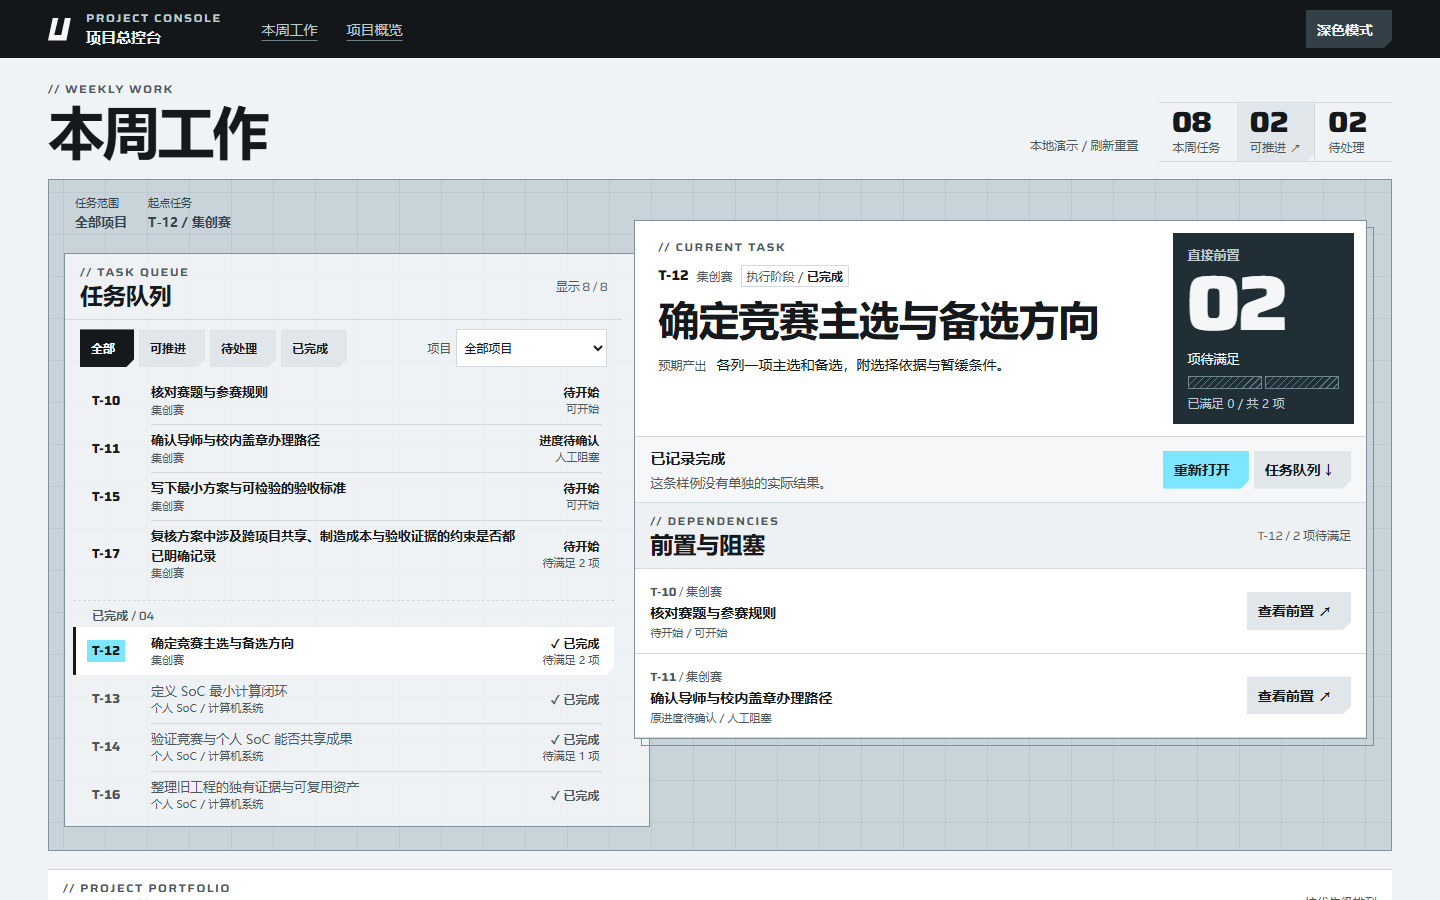 PROJECT CONSOLE
项目总控台
本周工作
项目概览
深色模式
// WEEKLY WORK
本周工作
本地演示 / 刷新重置
08
本周任务
02
可推进 ↗
02
待处理
任务范围
全部项目
起点任务
T-12 / 集创赛
// TASK QUEUE
任务队列
显示 8 / 8
全部
可推进
待处理
已完成
项目
全部项目
T-10
核对赛题与参赛规则
集创赛
待开始
可开始
T-11
确认导师与校内盖章办理路径
集创赛
进度待确认
人工阻塞
T-15
写下最小方案与可检验的验收标准
集创赛
待开始
可开始
T-17
复核方案中涉及跨项目共享、制造成本与验收证据的约束是否都
已明确记录
集创赛
待开始
待满足 2 项
已完成 / 04
T-12
确定竞赛主选与备选方向
集创赛
✓ 已完成
待满足 2 项
T-13
定义 SoC 最小计算闭环
个人 SoC / 计算机系统
✓ 已完成
T-14
验证竞赛与个人 SoC 能否共享成果
个人 SoC / 计算机系统
✓ 已完成
待满足 1 项
T-16
整理旧工程的独有证据与可复用资产
个人 SoC / 计算机系统
✓ 已完成
// CURRENT TASK
T-12 集创赛 执行阶段 / 已完成
确定竞赛主选与备选方向
预期产出 各列一项主选和备选，附选择依据与暂缓条件。
直接前置
02
项待满足
已满足 0 / 共 2 项
已记录完成
这条样例没有单独的实际结果。
重新打开
任务队列 ↓
// DEPENDENCIES
前置与阻塞
T-12 / 2 项待满足
T-10 / 集创赛
核对赛题与参赛规则
待开始 / 可开始
查看前置 ↗
T-11 / 集创赛
确认导师与校内盖章办理路径
原进度待确认 / 人工阻塞
查看前置 ↗
// PROJECT PORTFOLIO